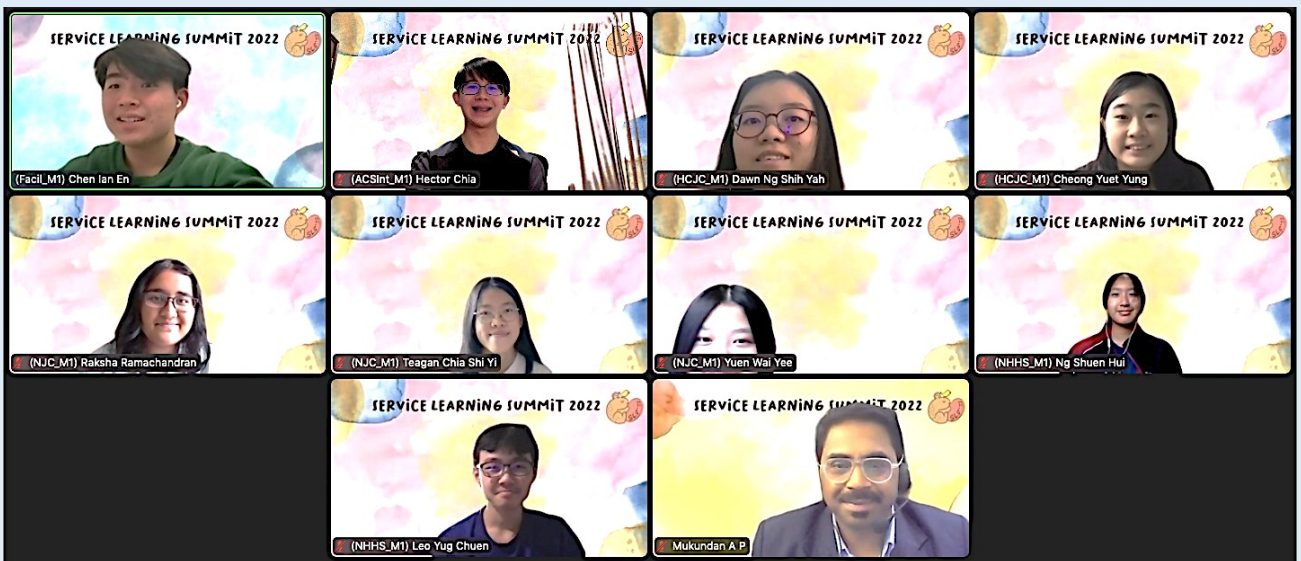 SERViCE LEARNiNG SUMMiT 2022
(Facil_M1) Chen Ian En
SERViCE LEARNiNG SUMMiT 2022
(ACSInt_M1) Hector Chia
SERViCE LEARNiNG SUMMiT 2022
(HCJC_M1) Dawn Ng Shih Yah
SERViCE LEARNiNG SUMMiT 2022
(HCJC_M1) Cheong Yuet Yung
SERViCE LEARNiNG SUMMiT 2022
(NJC_M1) Raksha Ramachandran
SERViCE LEARNiNG SUMMiT 2022
(NJC_M1) Teagan Chia Shi Yi
SERViCE LEARNiNG SUMMiT 2022
(NJC_M1) Yuen Wai Yee
SERViCE LEARNiNG SUMMiT 2022
(NHHS_M1) Ng Shuen Hui
SERViCE LEARNiNG SUMMiT 2022
(NHHS_M1) Leo Yug Chuen
SERViCE LEARNiNG SUMMiT 2022
Mukundan A P